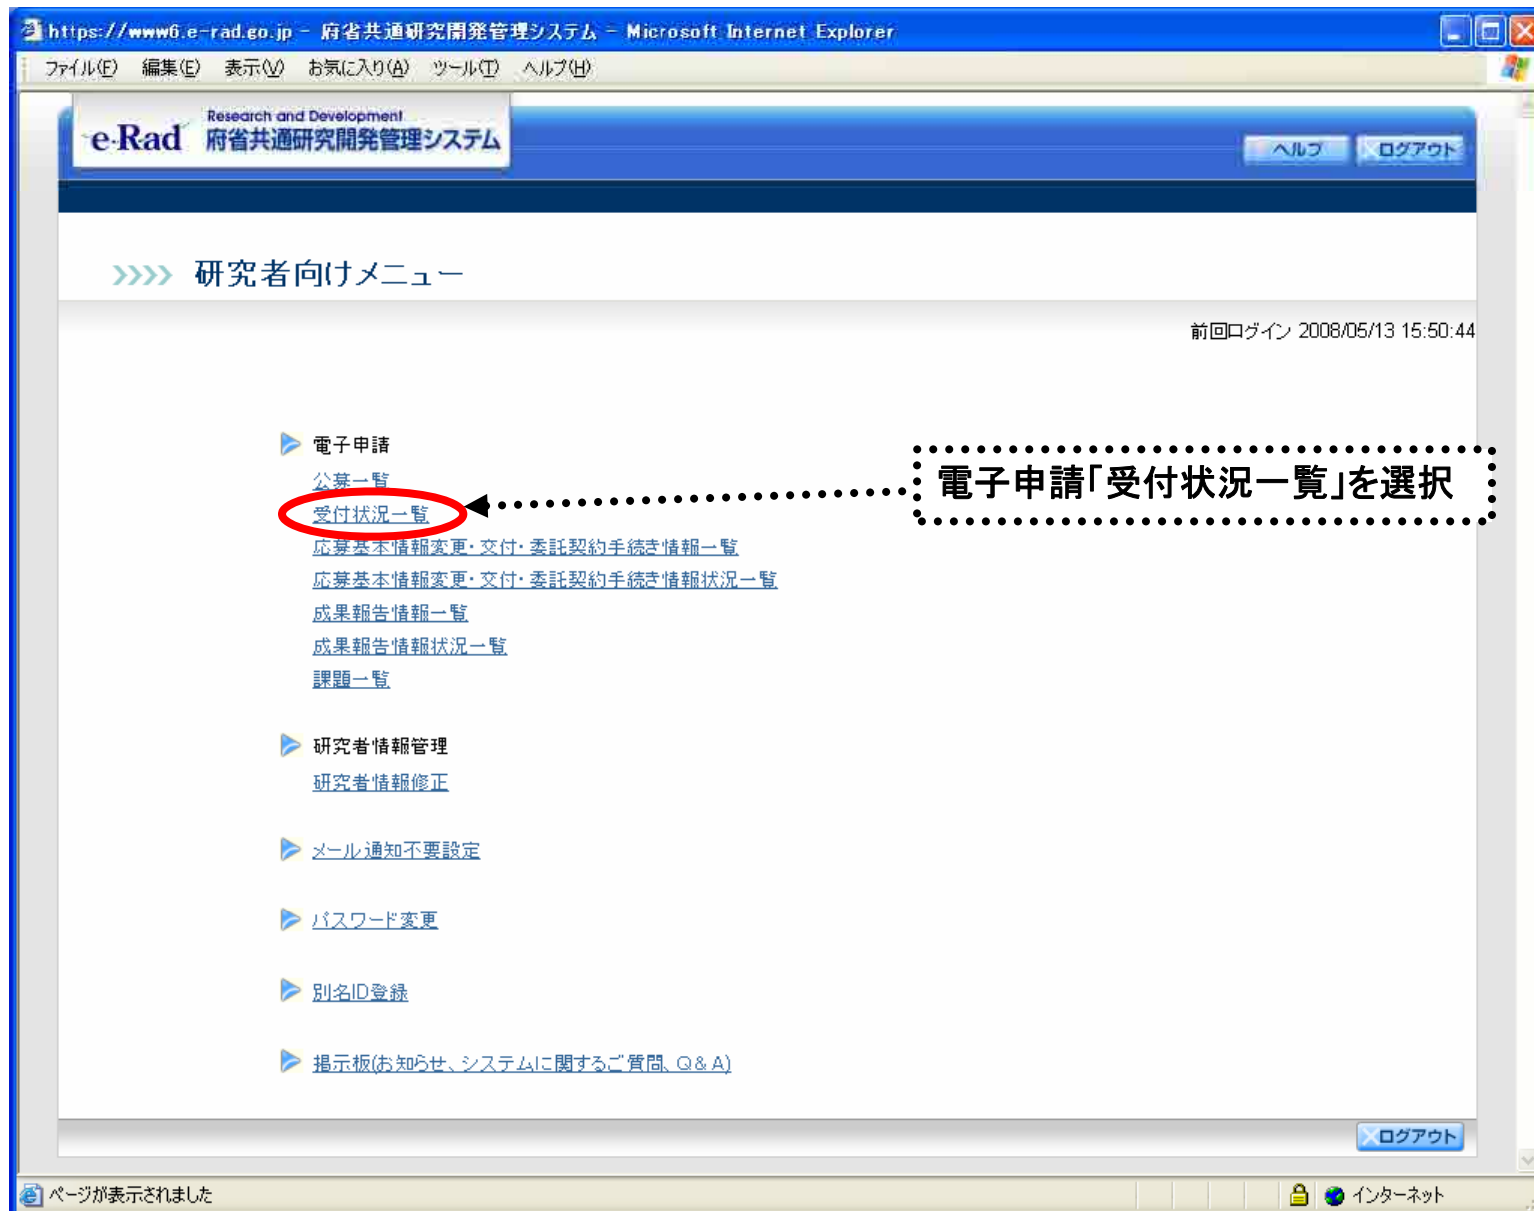 https://www6.e-rad.go.jp - 府省共通研究開発管理システム - Microsoft Internet Explorer
ファイル(F) 編集(E) 表示(V) お気に入り(A) ツール(T) ヘルプ(H)
Research and Development
e-Rad 府省共通研究開発管理システム
ヘルプ ログアウト
>>>> 研究者向けメニュー
前回ログイン 2008/05/13 15:50:44
電子申請
公募一覧
電子申請「受付状況一覧」を選択
受付状況一覧
応募基本情報変更・交付・委託契約手続き情報一覧
応募基本情報変更・交付・委託契約手続き情報状況一覧
成果報告情報一覧
成果報告情報状況一覧
課題一覧
研究者情報管理
研究者情報修正
メール通知不要設定
パスワード変更
別名ID登録
掲示板(お知らせ、システムに関するご質問、Q&A)
ログアウト
ページが表示されました インターネット